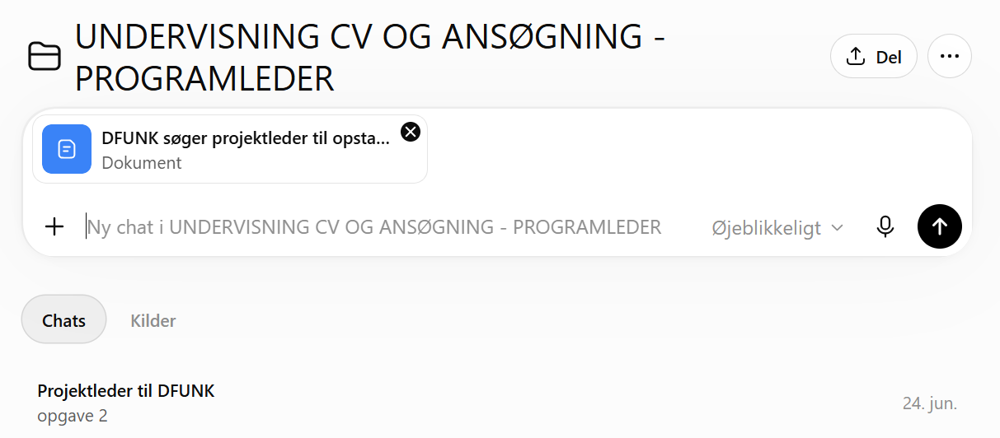 UNDERVISNING CV OG ANSØGNING -
PROGRAMLEDER
Del
DFUNK søger projektleder til opsta...
Dokument
Ny chat i UNDERVISNING CV OG ANSØGNING - PROGRAMLEDER
Øjeblikkeligt
Chats
Kilder
Projektleder til DFUNK
opgave 2
24. jun.